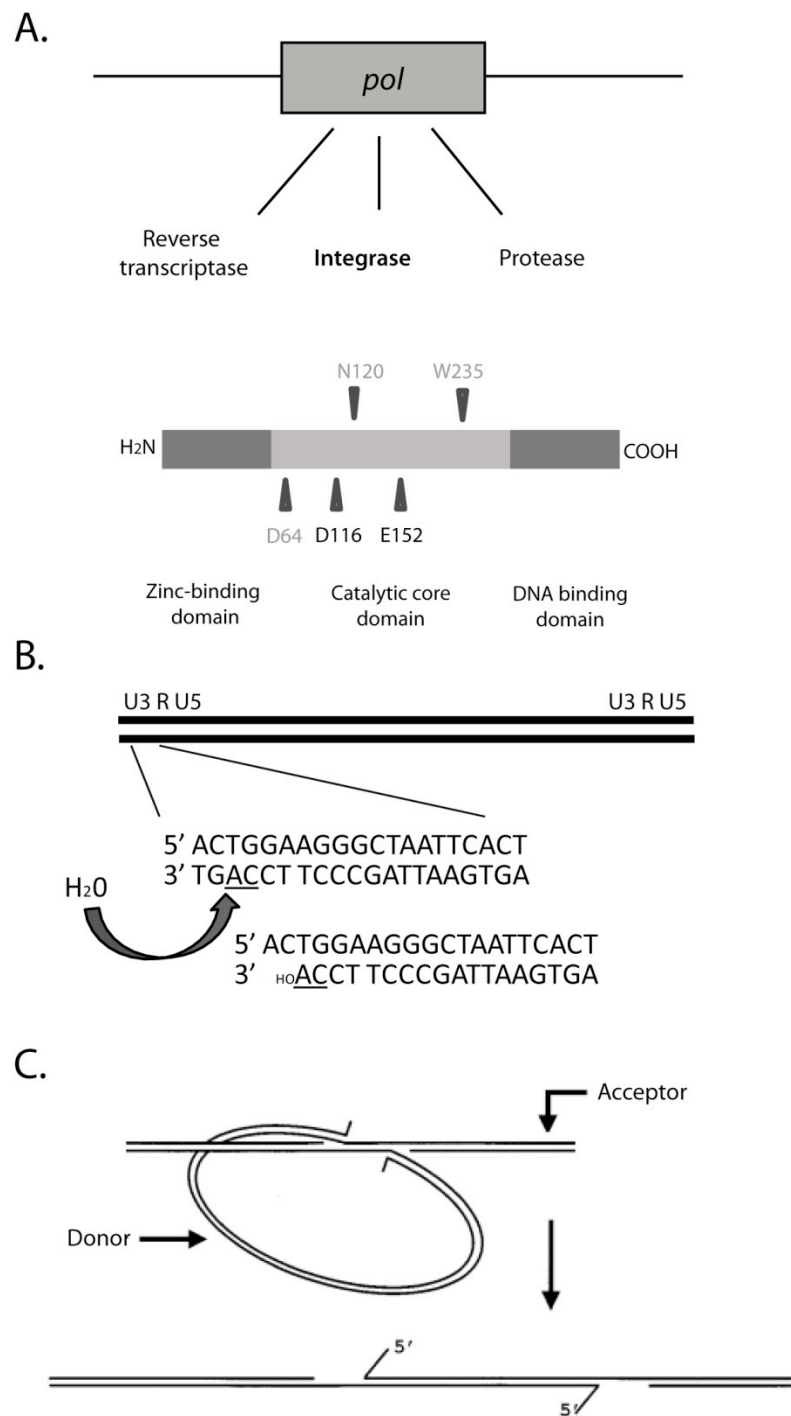 A.
pol
Reverse
transcriptase
Integrase
Protease
N120
W235
H2N
COOH
D64
D116
E152
Zinc-binding
domain
Catalytic core
domain
DNA binding
domain
B.
U3 R U5
U3 R U5
5’ ACTGGAAGGGCTAATTCACT
3’ TGACCT TCCCGATTAAGTGA
H20
5’ ACTGGAAGGGCTAATTCACT
3’ HOACCT TCCCGATTAAGTGA
C.
Acceptor
Donor
5'
5'